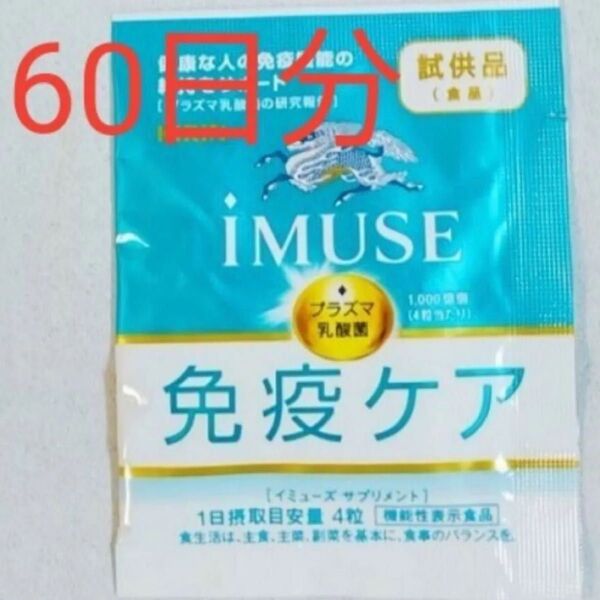 60日分
健康な人の免疫機能の
維持をサポート
[プラズマ乳酸菌の研究報告]
試供品
(食品)
iMUSE
プラズマ
乳酸菌
1,000億個
(4粒当たり)
免疫ケア
[イミューズ サプリメント]
1日摂取目安量 4粒 機能性表示食品
食生活は、主食、主菜、副菜を基本に、食事のバランスを。